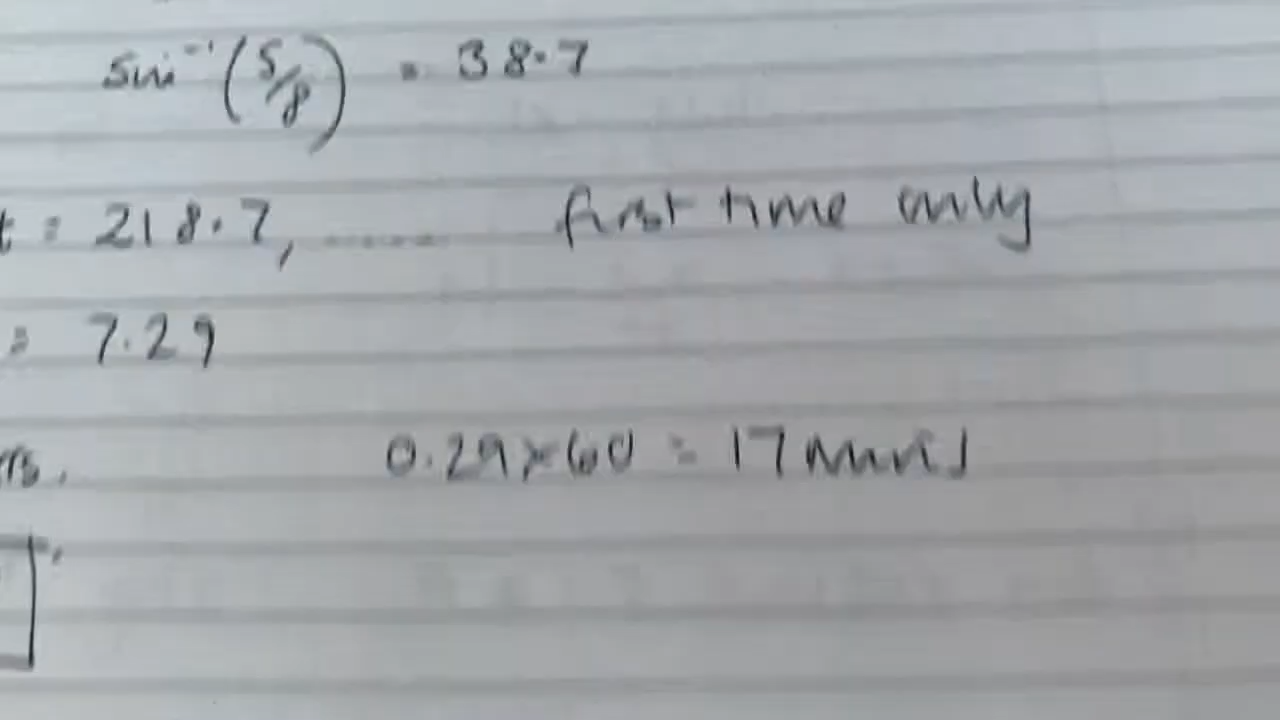 sin⁻¹(5/8) = 38.7
t = 218.7, ...... first time only
= 7.29
0.29×60 = 17 mins